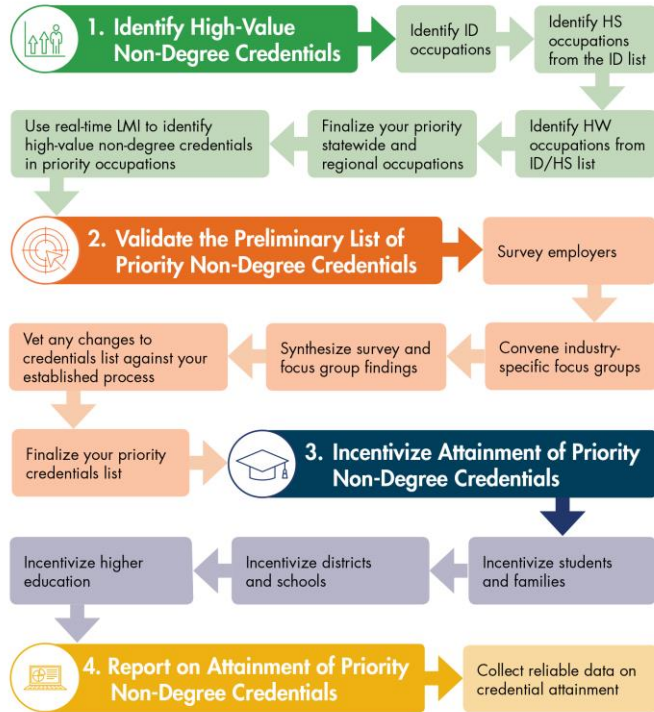 1. Identify High-Value
Non-Degree Credentials
Identify ID
occupations
Identify HS
occupations
from the ID list
Identify HW
occupations from
ID/HS list
Finalize your priority
statewide and
regional occupations
Use real-time LMI to identify
high-value non-degree credentials
in priority occupations
2. Validate the Preliminary List of
Priority Non-Degree Credentials
Survey employers
Convene industry-
specific focus groups
Synthesize survey and
focus group findings
Vet any changes to
credentials list against your
established process
Finalize your priority
credentials list
3. Incentivize Attainment of Priority
Non-Degree Credentials
Incentivize students
and families
Incentivize districts
and schools
Incentivize higher
education
4. Report on Attainment of Priority
Non-Degree Credentials
Collect reliable data on
credential attainment